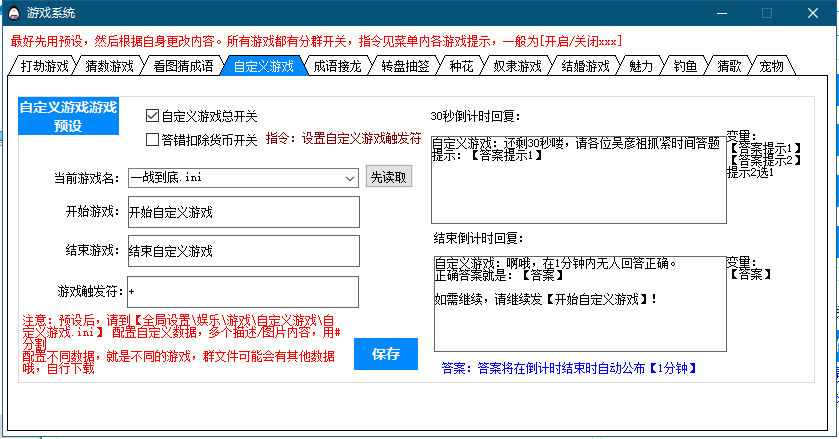 游戏系统
最好先用预设，然后根据自身更改内容。所有游戏都有分群开关，指令见菜单内各游戏提示，一般为[开启/关闭xxx]
打劫游戏 猜数游戏 看图猜成语 自定义游戏 成语接龙 转盘抽签 种花 奴隶游戏 结婚游戏 魅力 钓鱼 猜歌 宠物
自定义游戏游戏
预设
自定义游戏总开关
答错扣除货币开关 指令：设置自定义游戏触发符
当前游戏名： 一战到底.ini 先读取
开始游戏： 开始自定义游戏
结束游戏： 结束自定义游戏
游戏触发符： +
注意：预设后，请到【全局设置\娱乐\游戏\自定义游戏\自
定义游戏.ini】 配置自定义数据，多个描述/图片内容，用#
分割
配置不同数据，就是不同的游戏，群文件可能会有其他数据
哦，自行下载
保存
30秒倒计时回复：
自定义游戏：还剩30秒喽，请各位吴彦祖抓紧时间答题
提示：【答案提示1】
变量：
【答案提示1】
【答案提示2】
提示2选1
结束倒计时回复：
自定义游戏：啊哦，在1分钟内无人回答正确。
正确答案就是：【答案】
如需继续，请继续发【开始自定义游戏】！
变量：
【答案】
答案：答案将在倒计时结束时自动公布【1分钟】